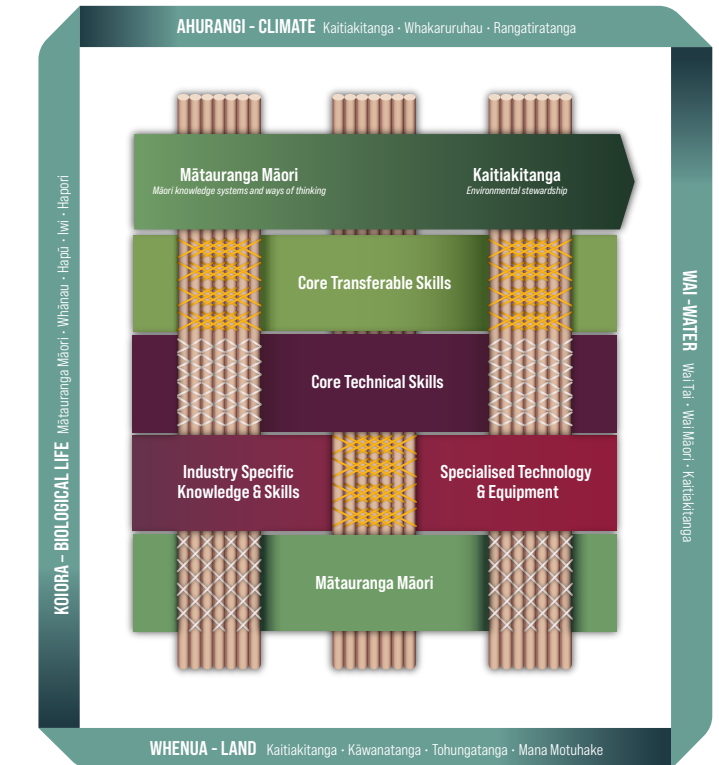 AHURANGI - CLIMATE Kaitiakitanga · Whakaruruhau · Rangatiratanga
KOIORA – BIOLOGICAL LIFE Mātauranga Māori · Whānau · Hapū · Iwi · Hapori
Mātauranga Māori
Māori knowledge systems and ways of thinking
Kaitiakitanga
Environmental stewardship
Core Transferable Skills
Core Technical Skills
Industry Specific
Knowledge & Skills
Specialised Technology
& Equipment
Mātauranga Māori
WAI -WATER Wai Tai · Wai Māori · Kaitiakitanga
WHENUA - LAND Kaitiakitanga · Kāwanatanga · Tohungatanga · Mana Motuhake